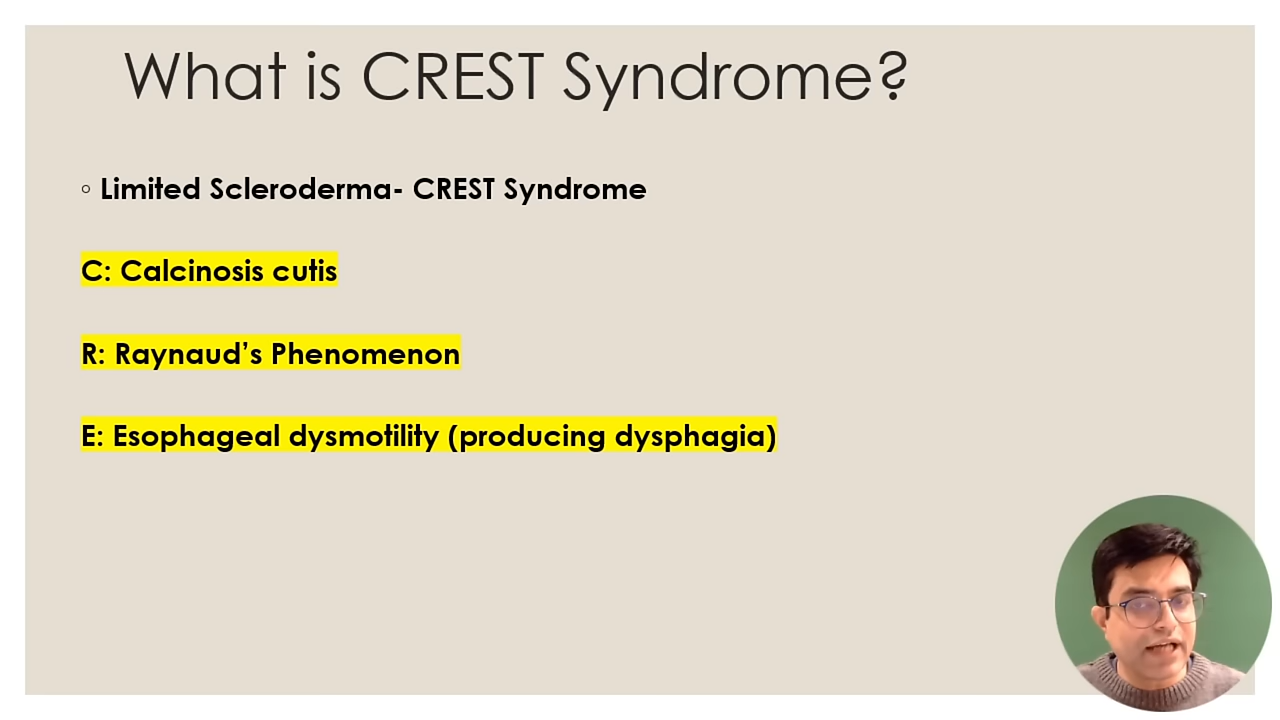 What is CREST Syndrome?
◦ Limited Scleroderma- CREST Syndrome
C: Calcinosis cutis
R: Raynaud’s Phenomenon
E: Esophageal dysmotility (producing dysphagia)